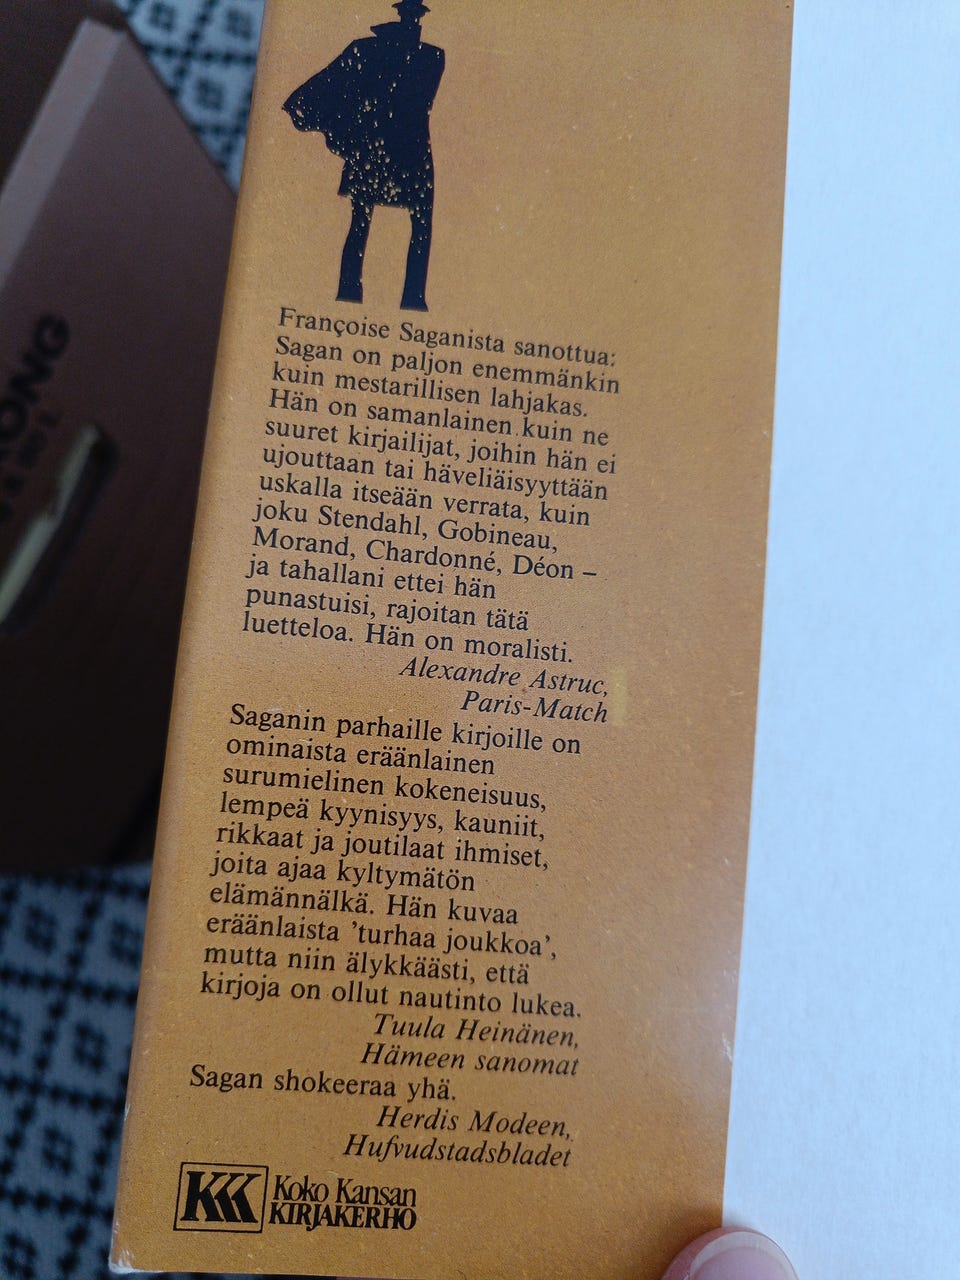 Françoise Saganista sanottua:
Sagan on paljon enemmänkin
kuin mestarillisen lahjakas.
Hän on samanlainen kuin ne
suuret kirjailijat, joihin hän ei
ujouttaan tai häveliäisyyttään
uskalla itseään verrata, kuin
joku Stendahl, Gobineau,
Morand, Chardonné, Déon –
ja tahallani ettei hän
punastuisi, rajoitan tätä
luetteloa. Hän on moralisti.
Alexandre Astruc,
Paris-Match
Saganin parhaille kirjoille on
ominaista eräänlainen
surumielinen kokeneisuus,
lempeä kyynisyys, kauniit,
rikkaat ja joutilaat ihmiset,
joita ajaa kyltymätön
elämännälkä. Hän kuvaa
eräänlaista ’turhaa joukkoa’,
mutta niin älykkäästi, että
kirjoja on ollut nautinto lukea.
Tuula Heinänen,
Hämeen sanomat
Sagan shokeeraa yhä.
Herdis Modeen,
Hufvudstadsbladet
KKK Koko Kansan
KIRJAKERHO